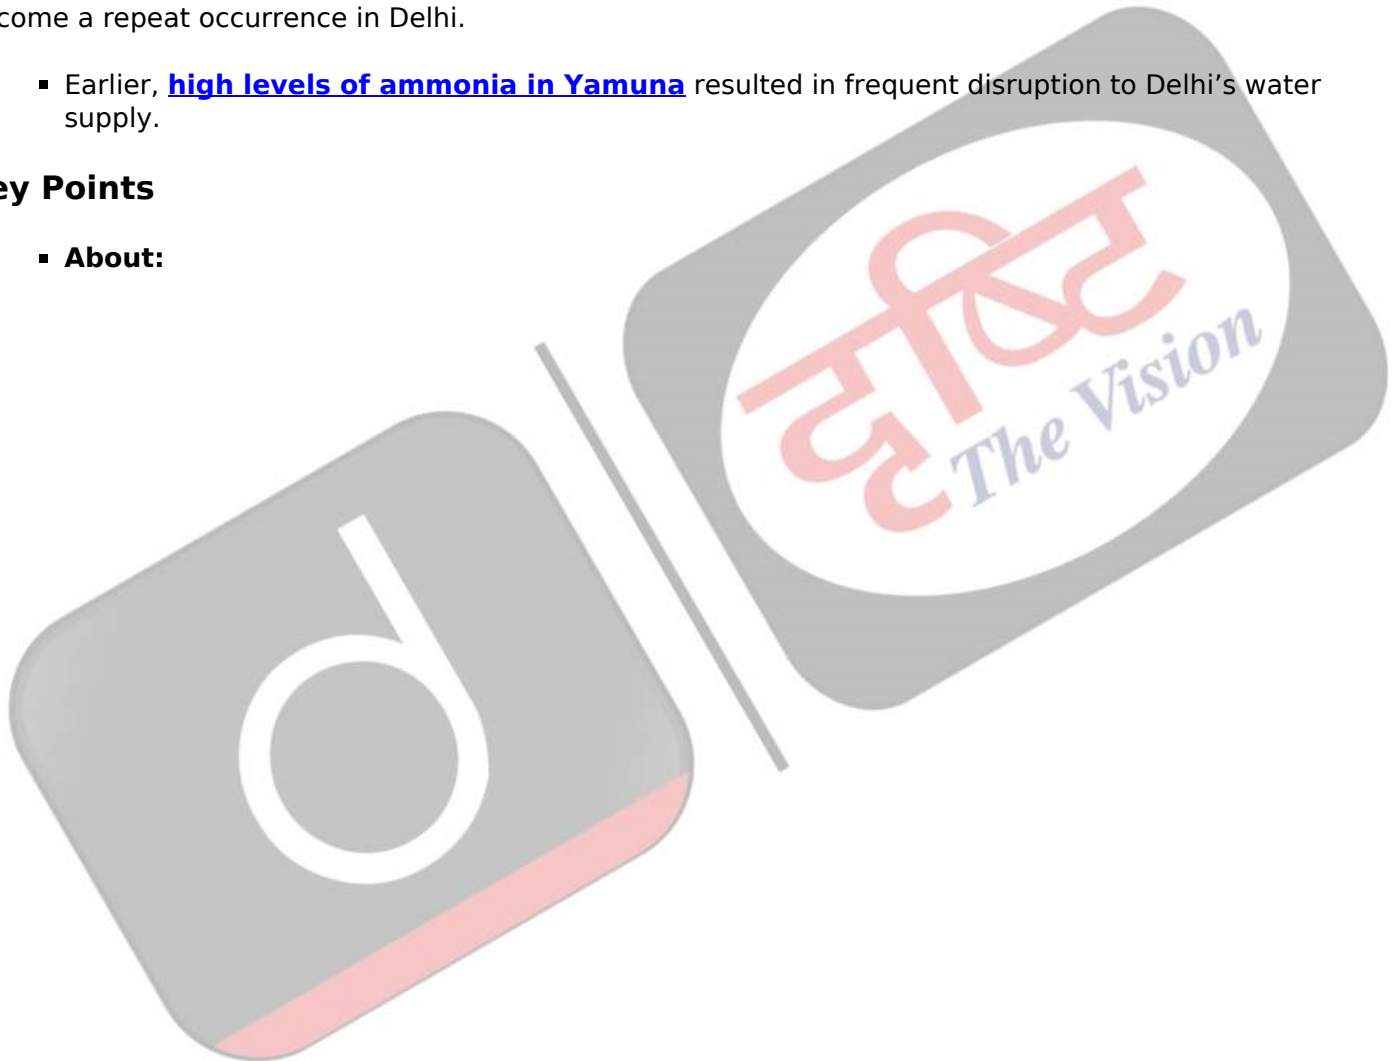 come a repeat occurrence in Delhi.
▪ Earlier, high levels of ammonia in Yamuna resulted in frequent disruption to Delhi’s water
supply.
ey Points
▪ About:
दृष्टि
The Vision
d